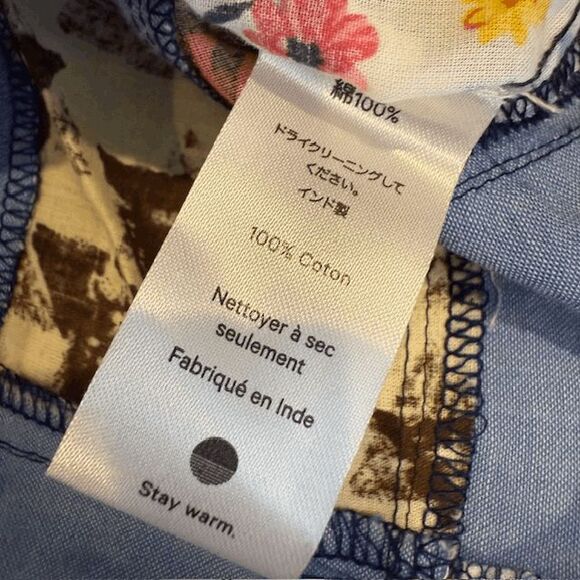 綿100%
ドライクリーニングして
ください。
インド製
100% Coton
Nettoyer à sec
seulement
Fabriqué en Inde
Stay warm.